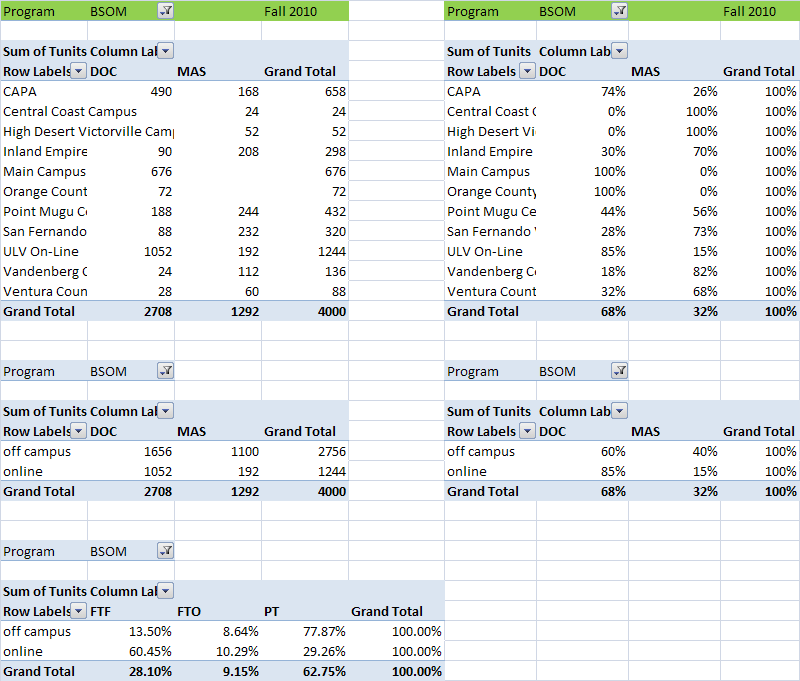 Program BSOM Fall 2010 Program BSOM Fall 2010
Sum of Tunits Column Lal Sum of Tunits Column Lab
Row Labels DOC MAS Grand Total Row Labels DOC MAS Grand Total
CAPA 490 168 658 CAPA 74% 26% 100%
Central Coast Campus 24 24 Central Coast C 0% 100% 100%
High Desert Victorville Camp 52 52 High Desert Vi 0% 100% 100%
Inland Empire 90 208 298 Inland Empire 30% 70% 100%
Main Campus 676 676 Main Campus 100% 0% 100%
Orange Count 72 72 Orange County 100% 0% 100%
Point Mugu Ce 188 244 432 Point Mugu Ce 44% 56% 100%
San Fernando 88 232 320 San Fernando 28% 73% 100%
ULV On-Line 1052 192 1244 ULV On-Line 85% 15% 100%
Vandenberg C 24 112 136 Vandenberg C 18% 82% 100%
Ventura Coun 28 60 88 Ventura Count 32% 68% 100%
Grand Total 2708 1292 4000 Grand Total 68% 32% 100%
Program BSOM Program BSOM
Sum of Tunits Column Lal Sum of Tunits Column Lab
Row Labels DOC MAS Grand Total Row Labels DOC MAS Grand Total
off campus 1656 1100 2756 off campus 60% 40% 100%
online 1052 192 1244 online 85% 15% 100%
Grand Total 2708 1292 4000 Grand Total 68% 32% 100%
Program BSOM
Sum of Tunits Column Lal
Row Labels FTF FTO PT Grand Total
off campus 13.50% 8.64% 77.87% 100.00%
online 60.45% 10.29% 29.26% 100.00%
Grand Total 28.10% 9.15% 62.75% 100.00%